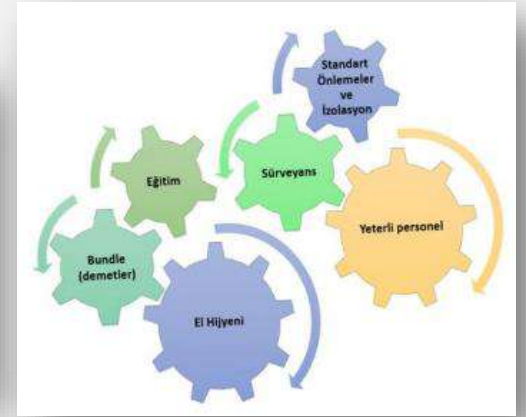 Standart
Önlemeler
ve
İzolasyon
Eğitim
Sürveyans
Yeterli personel
Bundle
(demetler)
El Hijyeni